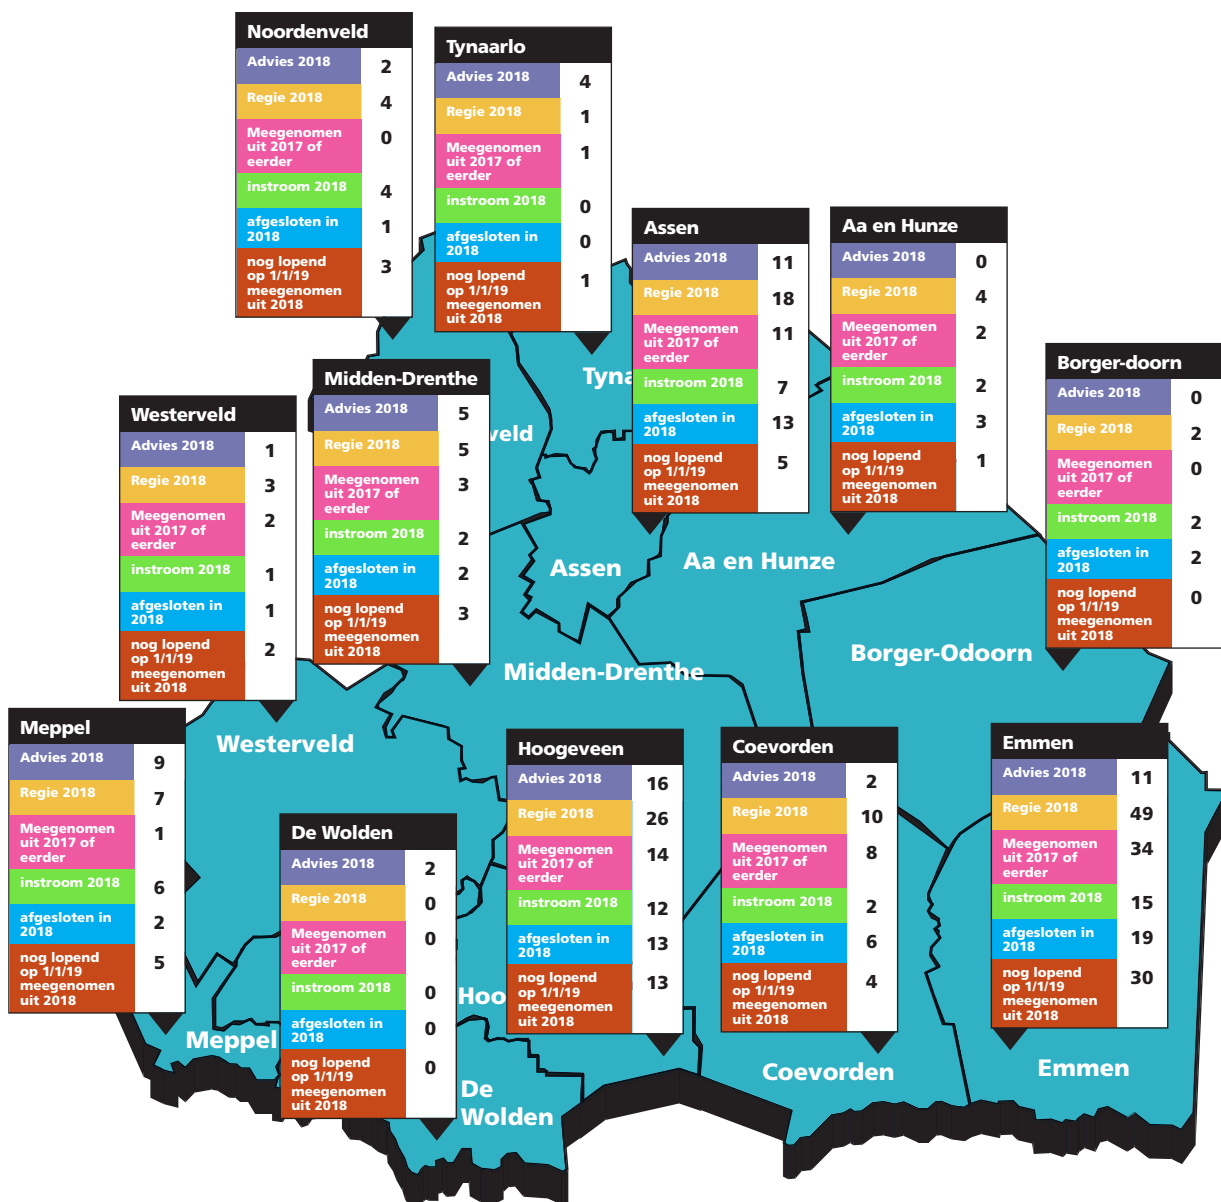 Noordenveld
Advies 2018 2
Regie 2018 4
Meegenomen 0
uit 2017 of
eerder
instroom 2018 4
afgesloten in 1
2018
nog lopend 3
op 1/1/19
meegenomen
uit 2018
Tynaarlo
Advies 2018 4
Regie 2018 1
Meegenomen 1
uit 2017 of
eerder
instroom 2018 0
afgesloten in 0
2018
nog lopend 1
op 1/1/19
meegenomen
uit 2018
Assen
Advies 2018 11
Regie 2018 18
Meegenomen 11
uit 2017 of
eerder
instroom 2018 7
afgesloten in 13
2018
nog lopend 5
op 1/1/19
meegenomen
uit 2018
Aa en Hunze
Advies 2018 0
Regie 2018 4
Meegenomen 2
uit 2017 of
eerder
instroom 2018 2
afgesloten in 3
2018
nog lopend 1
op 1/1/19
meegenomen
uit 2018
Borger-doorn
Advies 2018 0
Regie 2018 2
Meegenomen 0
uit 2017 of
eerder
instroom 2018 2
afgesloten in 2
2018
nog lopend 0
op 1/1/19
meegenomen
uit 2018
Midden-Drenthe
Advies 2018 5
Regie 2018 5
Meegenomen 3
uit 2017 of
eerder
instroom 2018 2
afgesloten in 2
2018
nog lopend 3
op 1/1/19
meegenomen
uit 2018
Westerveld
Advies 2018 1
Regie 2018 3
Meegenomen 2
uit 2017 of
eerder
instroom 2018 1
afgesloten in 1
2018
nog lopend 2
op 1/1/19
meegenomen
uit 2018
Tyna
veld
Assen
Aa en Hunze
Borger-Odoorn
Midden-Drenthe
Westerveld
Meppel
Advies 2018 9
Regie 2018 7
Meegenomen 1
uit 2017 of
eerder
instroom 2018 6
afgesloten in 2
2018
nog lopend 5
op 1/1/19
meegenomen
uit 2018
De Wolden
Advies 2018 2
Regie 2018 0
Meegenomen 0
uit 2017 of
eerder
instroom 2018 0
afgesloten in 0
2018
nog lopend 0
op 1/1/19
meegenomen
uit 2018
Hoogeveen
Advies 2018 16
Regie 2018 26
Meegenomen 14
uit 2017 of
eerder
instroom 2018 12
afgesloten in 13
2018
nog lopend 13
op 1/1/19
meegenomen
uit 2018
Coevorden
Advies 2018 2
Regie 2018 10
Meegenomen 8
uit 2017 of
eerder
instroom 2018 2
afgesloten in 6
2018
nog lopend 4
op 1/1/19
meegenomen
uit 2018
Emmen
Advies 2018 11
Regie 2018 49
Meegenomen 34
uit 2017 of
eerder
instroom 2018 15
afgesloten in 19
2018
nog lopend 30
op 1/1/19
meegenomen
uit 2018
Hoo
Meppel
De
Wolden
Coevorden
Emmen